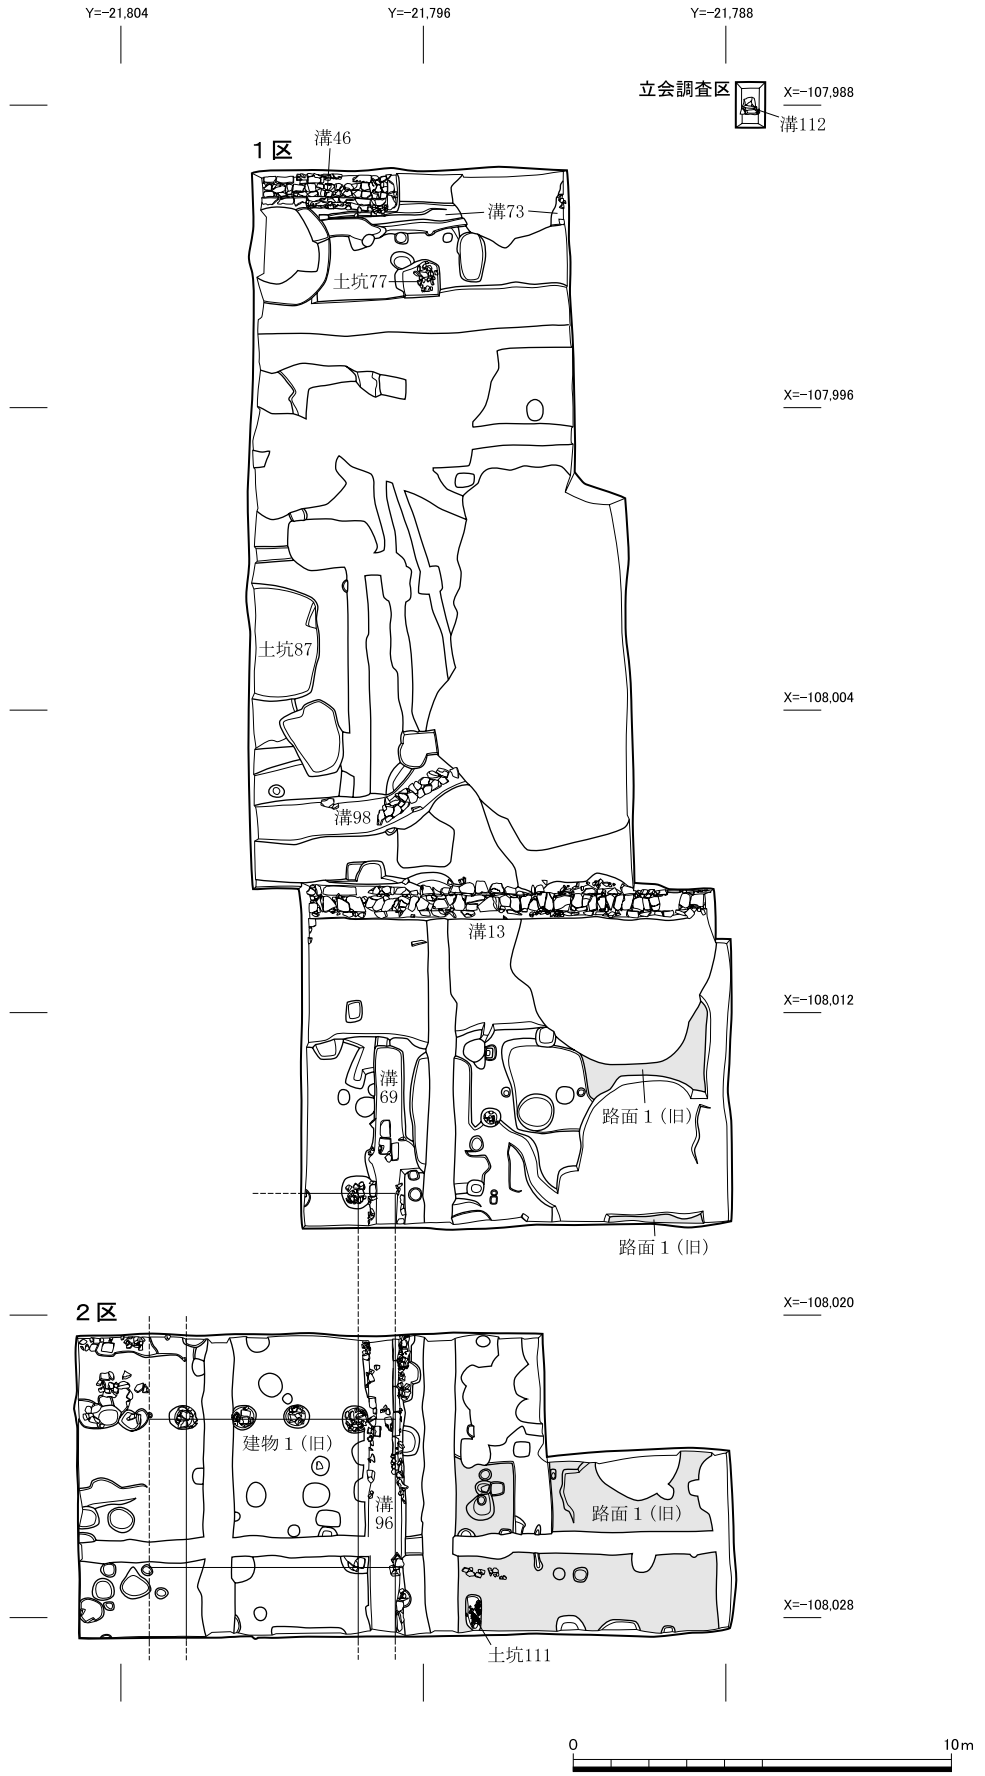 Y=-21,804
Y=-21,796
Y=-21,788
立会調査区
X=-107,988
溝112
溝46
1区
溝73
土坑77
X=-107,996
土坑87
X=-108,004
溝98
溝13
X=-108,012
溝
69
路面1(旧)
路面1(旧)
2区
X=-108,020
建物1(旧)
溝
96
路面1(旧)
X=-108,028
土坑111
0
10m